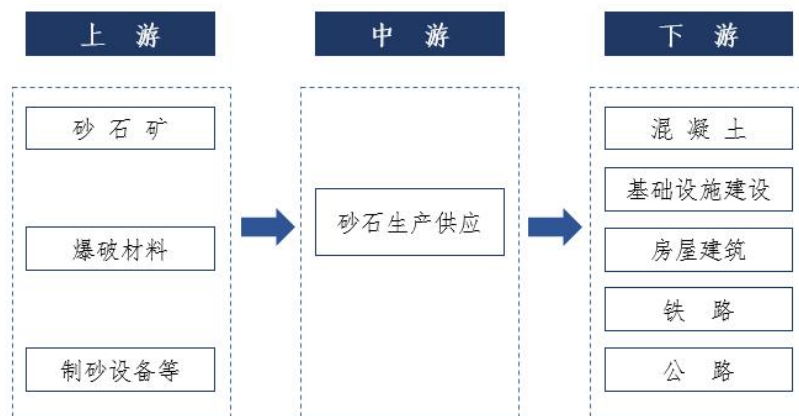 上 游
中 游
下 游
砂 石 矿
爆破材料
制砂设备等
砂石生产供应
混 凝 土
基础设施建设
房屋建筑
铁 路
公 路